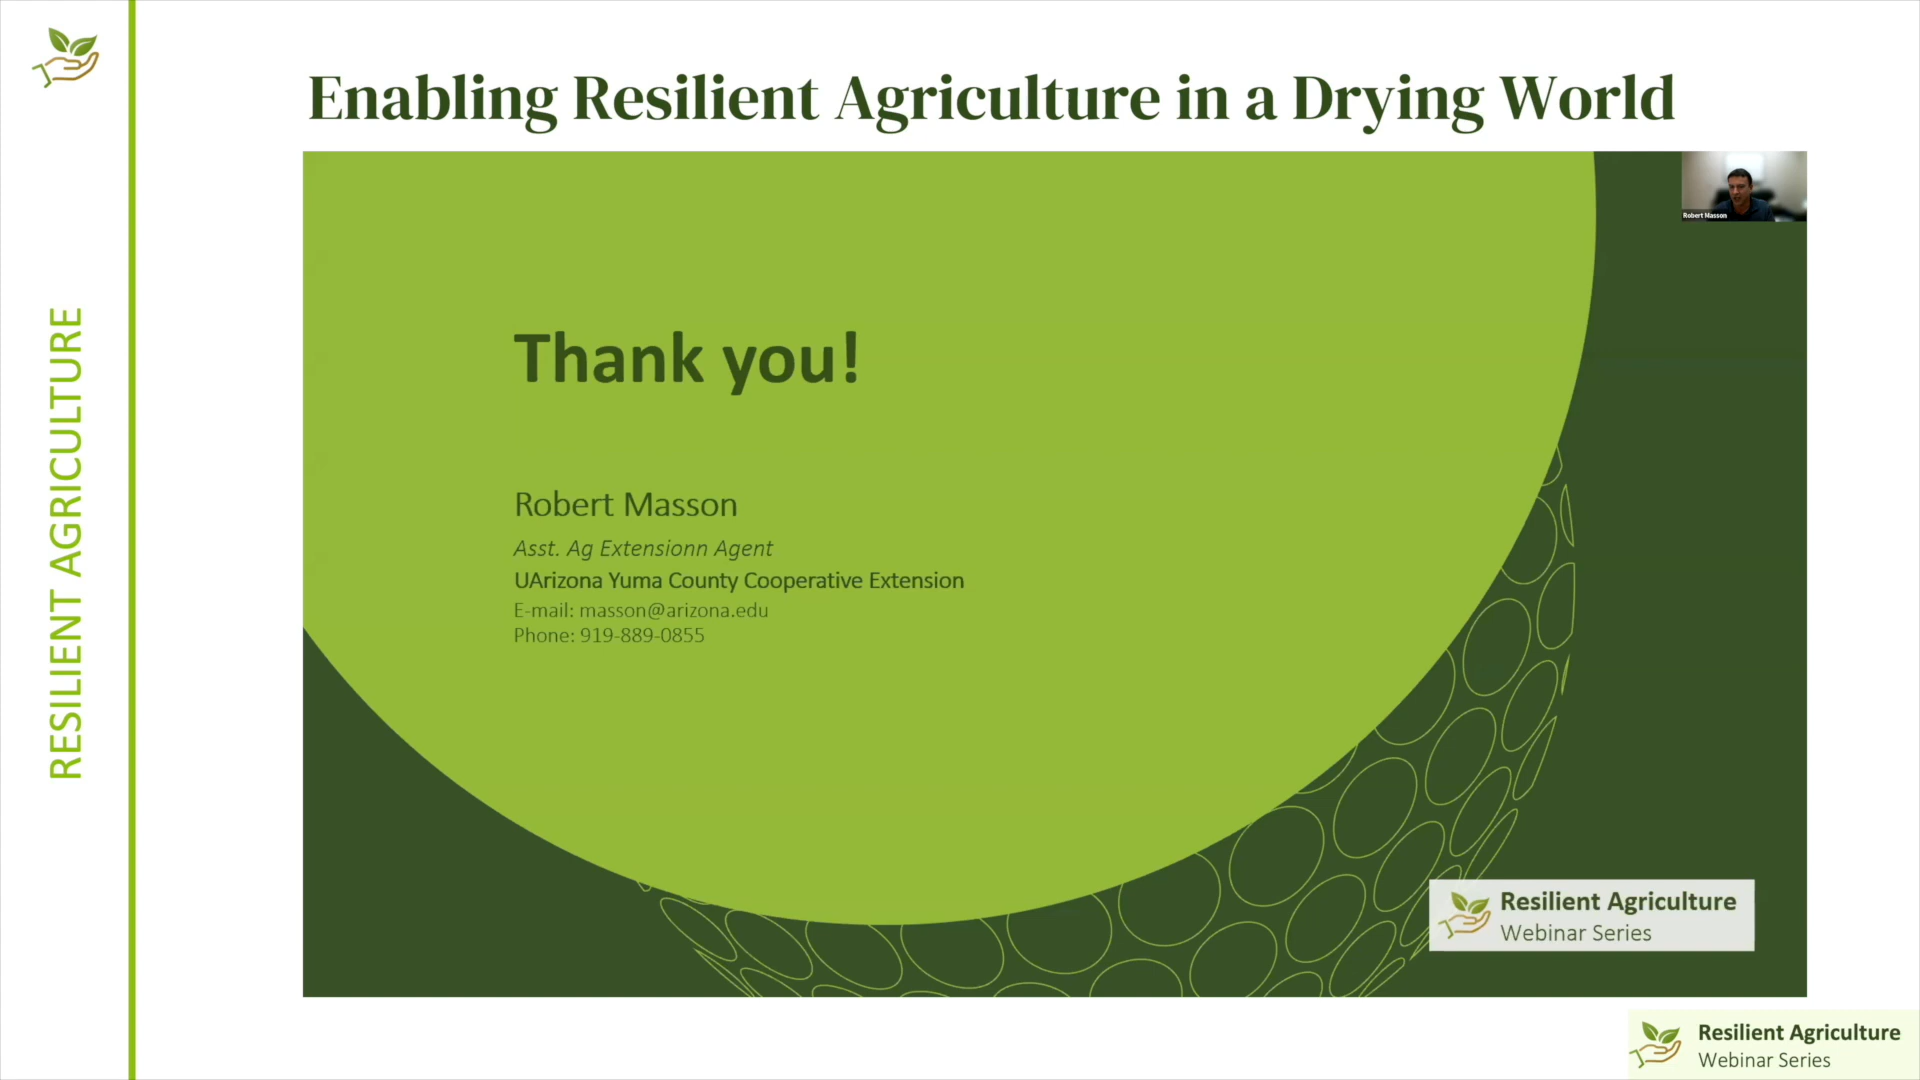 Enabling Resilient Agriculture in a Drying World
RESILIENT AGRICULTURE
Robert Masson
Thank you!
Robert Masson
Asst. Ag Extensionn Agent
UArizona Yuma County Cooperative Extension
E-mail: masson@arizona.edu
Phone: 919-889-0855
Resilient Agriculture
Webinar Series
Resilient Agriculture
Webinar Series